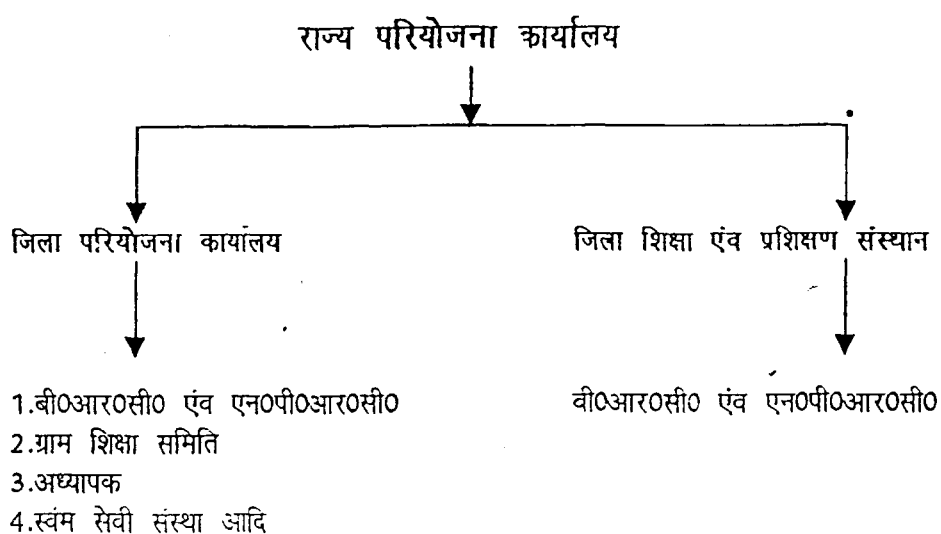 राज्य परियोजना कार्यालय
जिला परियोजना कार्यालय
जिला शिक्षा एंव प्रशिक्षण संस्थान
1.बी0आर0सी0 एंव एन0पी0आर0सी0
2.ग्राम शिक्षा समिति
3.अध्यापक
4.स्वंम सेवी संस्था आदि
वी0आर0सी0 एंव एन0पी0आर0सी0